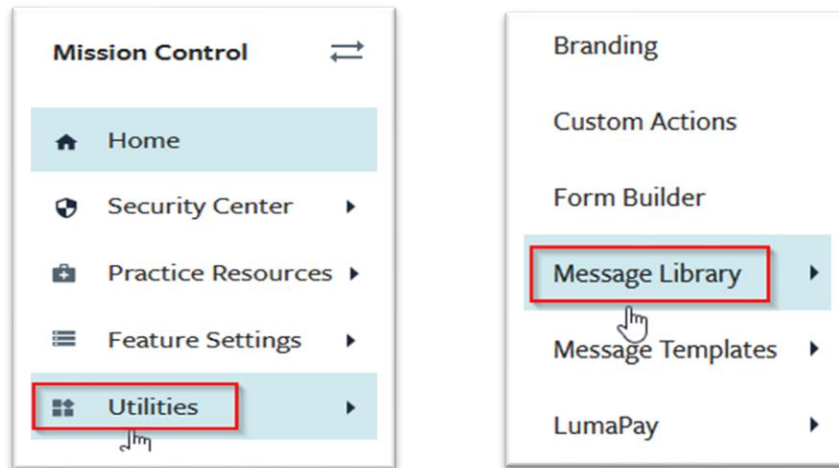 Mission Control
Home
Security Center
Practice Resources
Feature Settings
Utilities
Branding
Custom Actions
Form Builder
Message Library
Message Templates
LumaPay